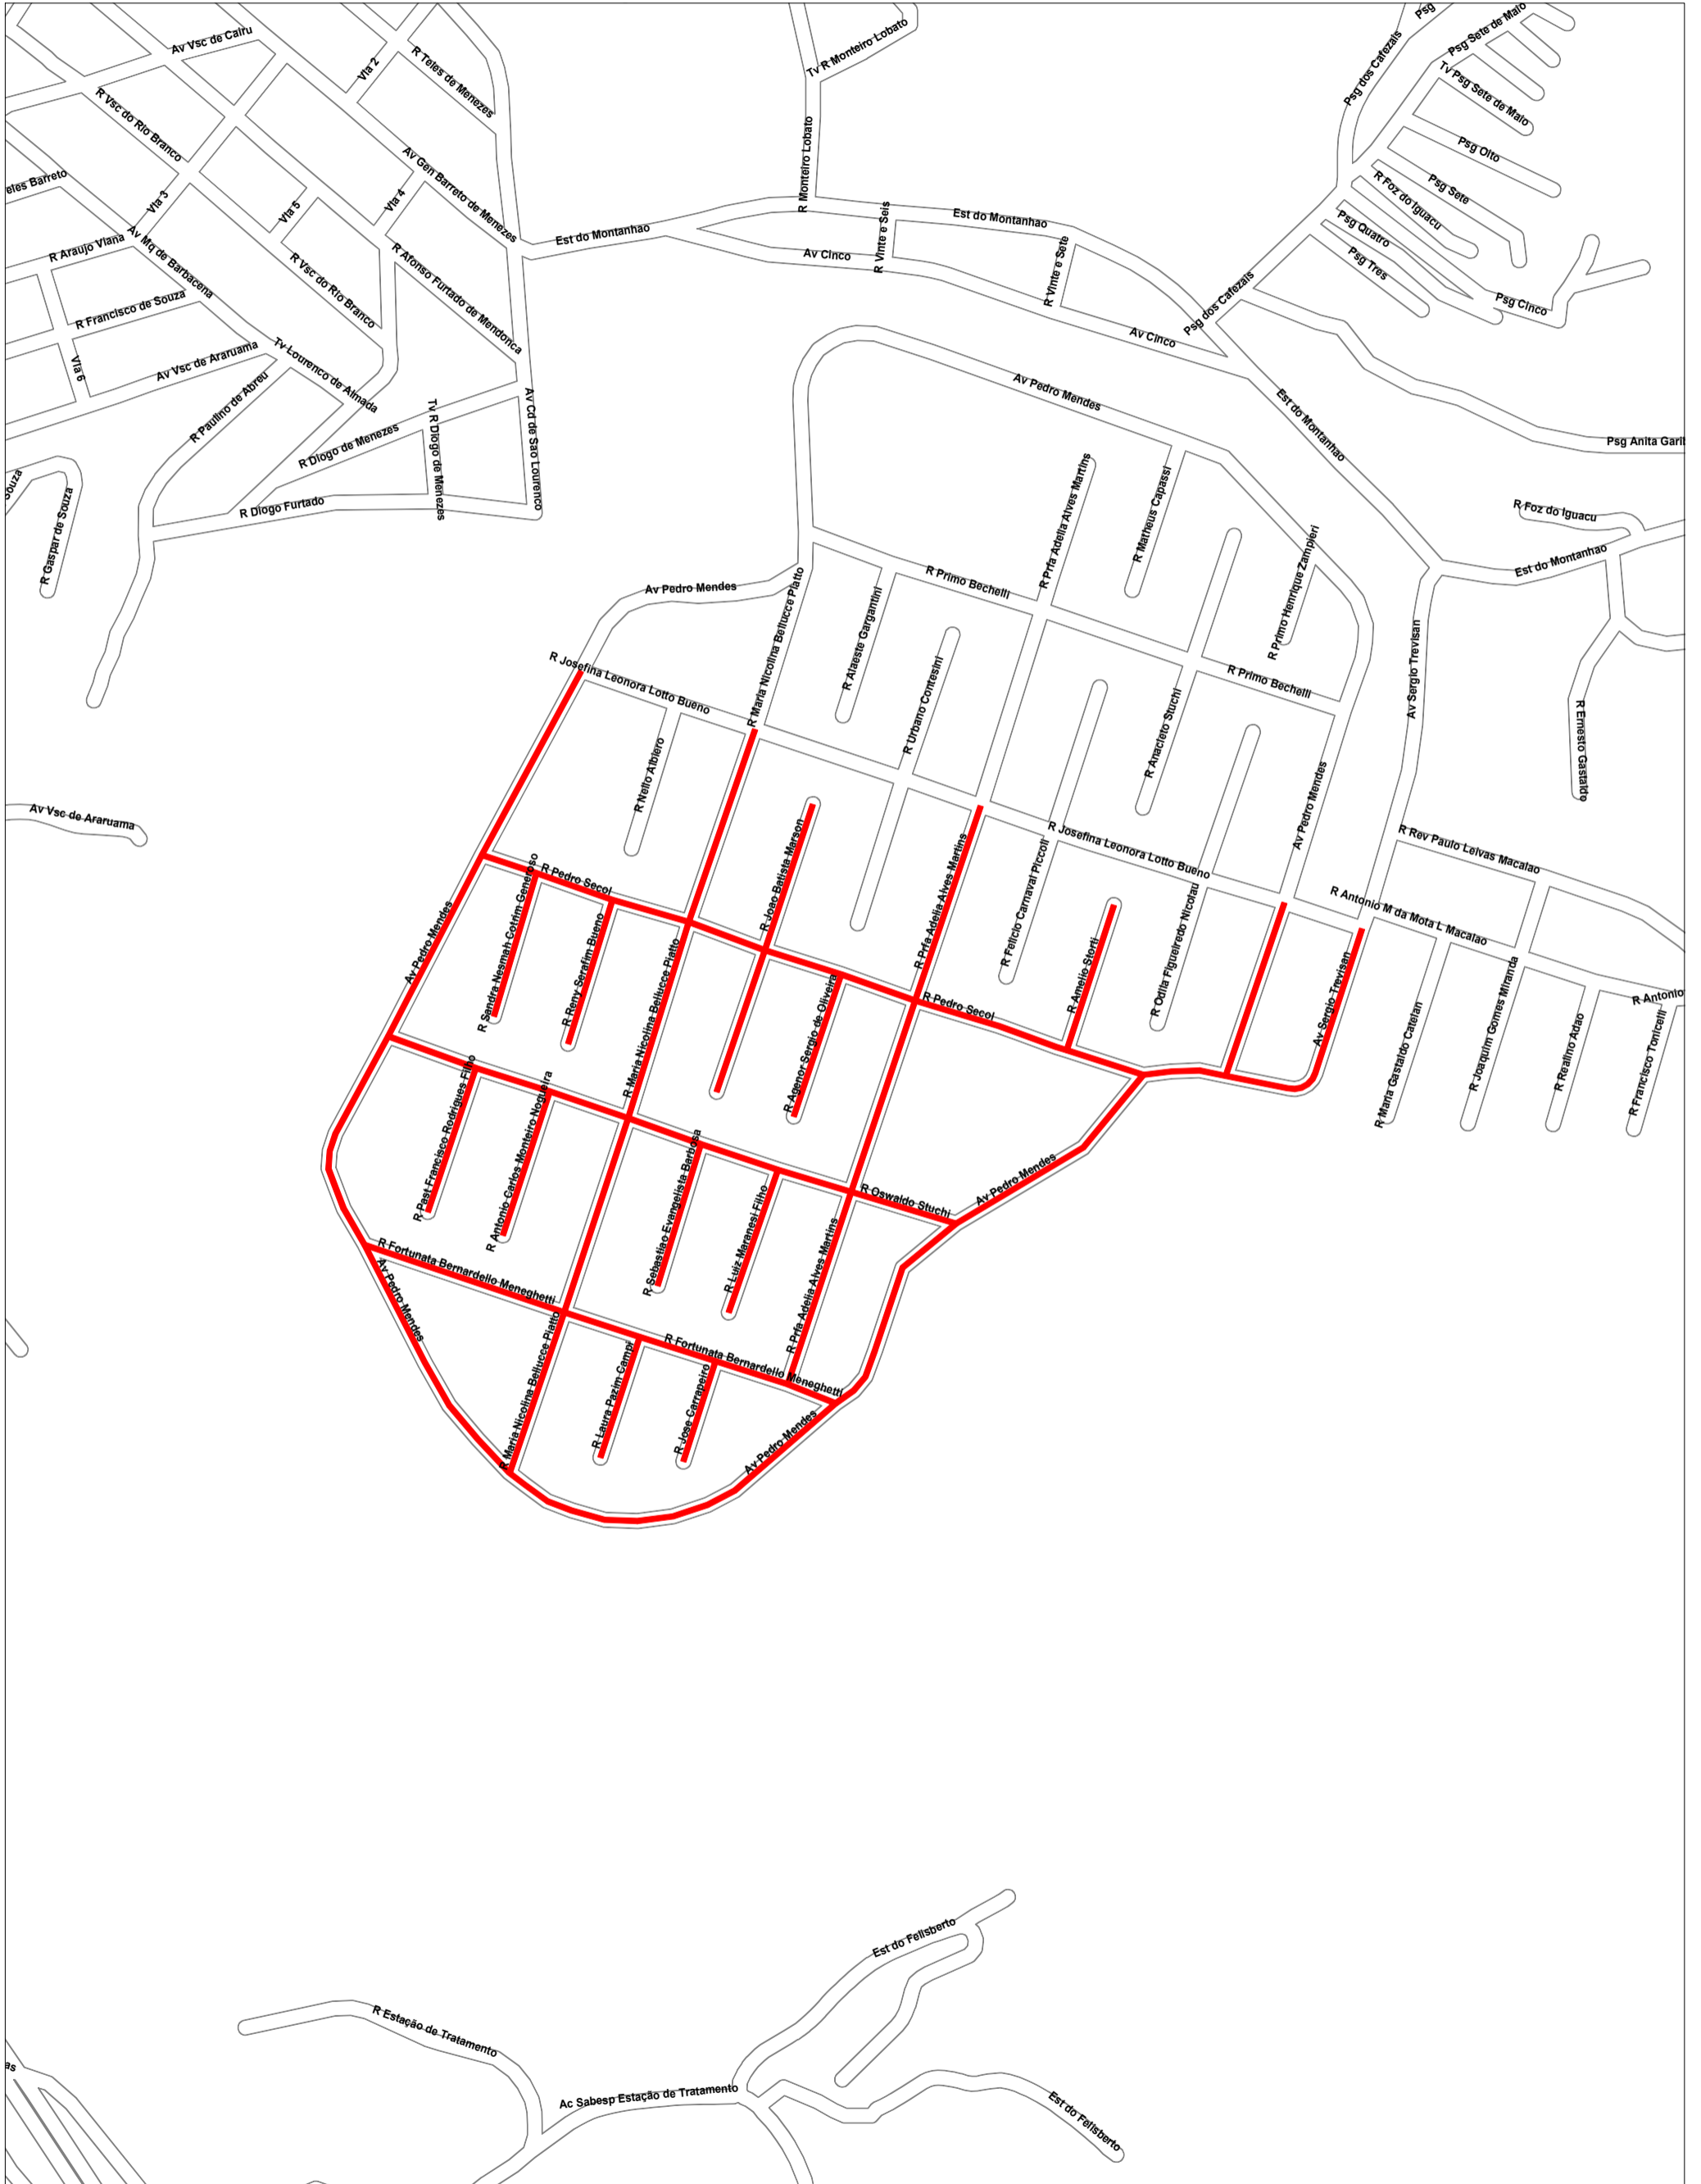 Av Vsc de Cairu
Via 2
R Teles de Menezes
Tv R Monteiro Lobato
Psg
Psg dos Cafezais
Psg Sete de Maio
Tv Psg Sete de Maio
R Vsc do Rio Branco
Av Gen Barreto de Menezes
R Monteiro Lobato
Psg Oito
Psg Sete
R Foz do Iguacu
Psg Quatro
Psg Tres
Psg Cinco
eles Barreto
Via 3
Via 5
Via 4
R Araujo Viana
Av Mq de Barbacena
Est do Montanhao
R Vinte e Seis
Est do Montanhao
Av Cinco
R Vinte e Sete
Psg dos Cafezais
R Afonso Furtado de Mendonca
R Vsc do Rio Branco
R Francisco de Souza
Av Vsc de Araruama
Via 6
Tv Lourenco de Almada
R Paulino de Abreu
Av Cinco
Est do Montanhao
Av Pedro Mendes
R Diogo de Menezes
Tv R Diogo de Menezes
Av Cd de Sao Lourenco
Psg Anita Garil
Souza
R Gaspar de Souza
R Diogo Furtado
R Prfa Adelia Alves Martins
R Matheus Capassi
R Foz do Iguacu
Est do Montanhao
R Primo Henrique Zampieri
Av Pedro Mendes
R Maria Nicolina Bellucce Piatto
R Primo Bechelli
R Alaeste Gargantini
R Urbano Contesini
R Primo Bechelli
R Anacleto Stuchi
Av Sergio Trevisan
R Ernesto Gastaldo
R Josefina Leonora Lotto Bueno
R Nello Albiero
Av Vsc de Araruama
R Joao Batista Marson
R Prfa Adelia Alves Martins
R Josefina Leonora Lotto Bueno
R Felicio Carnaval Piccoli
Av Pedro Mendes
R Rev Paulo Leivas Macalao
R Antonio M da Mota L Macalao
R Odila Figueiredo Nicolau
R Pedro Secol
R Sandra Nesmah Cotrim Generoso
R Reny Serafim Bueno
Av Pedro Mendes
R Maria Nicolina Bellucce Piatto
R Agenor Sergio de Oliveira
R Pedro Secol
R Amelio Storti
Av Sergio Trevisan
R Maria Gastaldo Catelan
R Joaquim Gomes Miranda
R Realino Adao
R Antonio
R Francisco Tonicelli
R Past Francisco Rodrigues Filho
R Antonio Carlos Monteiro Nogueira
R Sebastiao Evangelista Barbosa
R Luiz Maranesi Filho
R Oswaldo Stuchi
Av Pedro Mendes
R Prfa Adelia Alves Martins
R Fortunata Bernardello Meneghetti
Av Pedro Mendes
R Maria Nicolina Bellucce Piatto
R Laura Pazim Campi
R Fortunata Bernardello Meneghetti
R Jose Carrapeiro
Av Pedro Mendes
Est do Felisberto
R Estação de Tratamento
as
Ac Sabesp Estação de Tratamento
Est do Felisberto